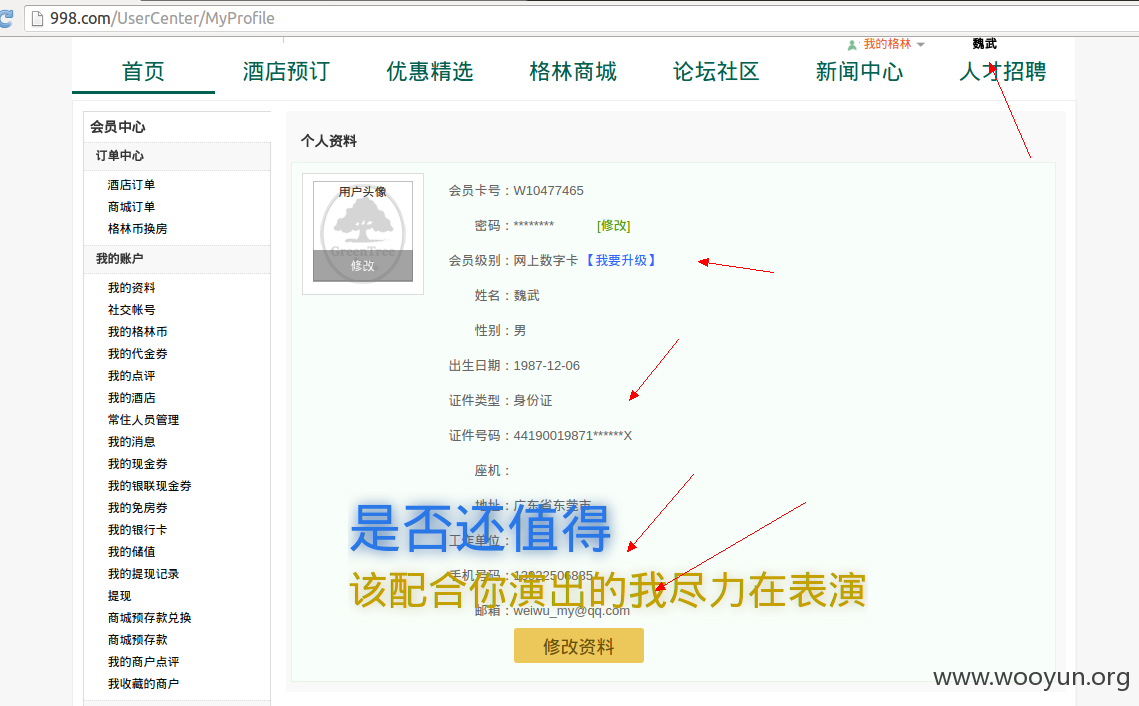 998.com/UserCenter/MyProfile
我的格林 魏武
首页 酒店预订 优惠精选 格林商城 论坛社区 新闻中心 人才招聘
会员中心
订单中心
酒店订单
商城订单
格林币换房
我的账户
我的资料
社交帐号
我的格林币
我的代金券
我的点评
我的酒店
常住人员管理
我的消息
我的现金券
我的银联现金券
我的免房券
我的银行卡
我的储值
我的提现记录
提现
商城预存款兑换
商城预存款
我的商户点评
我收藏的商户
个人资料
用户头像
GreenTree
修改
会员卡号：W10477465
密码：******** [修改]
会员级别：网上数字卡【我要升级】
姓名：魏武
性别：男
出生日期：1987-12-06
证件类型：身份证
证件号码：44190019871******X
座机：
地址：广东省东莞市
是否还值得
工作单位：
手机号码：
该配合你演出的我尽力在表演
邮箱：weiwu_my@qq.com
修改资料
www.wooyun.org